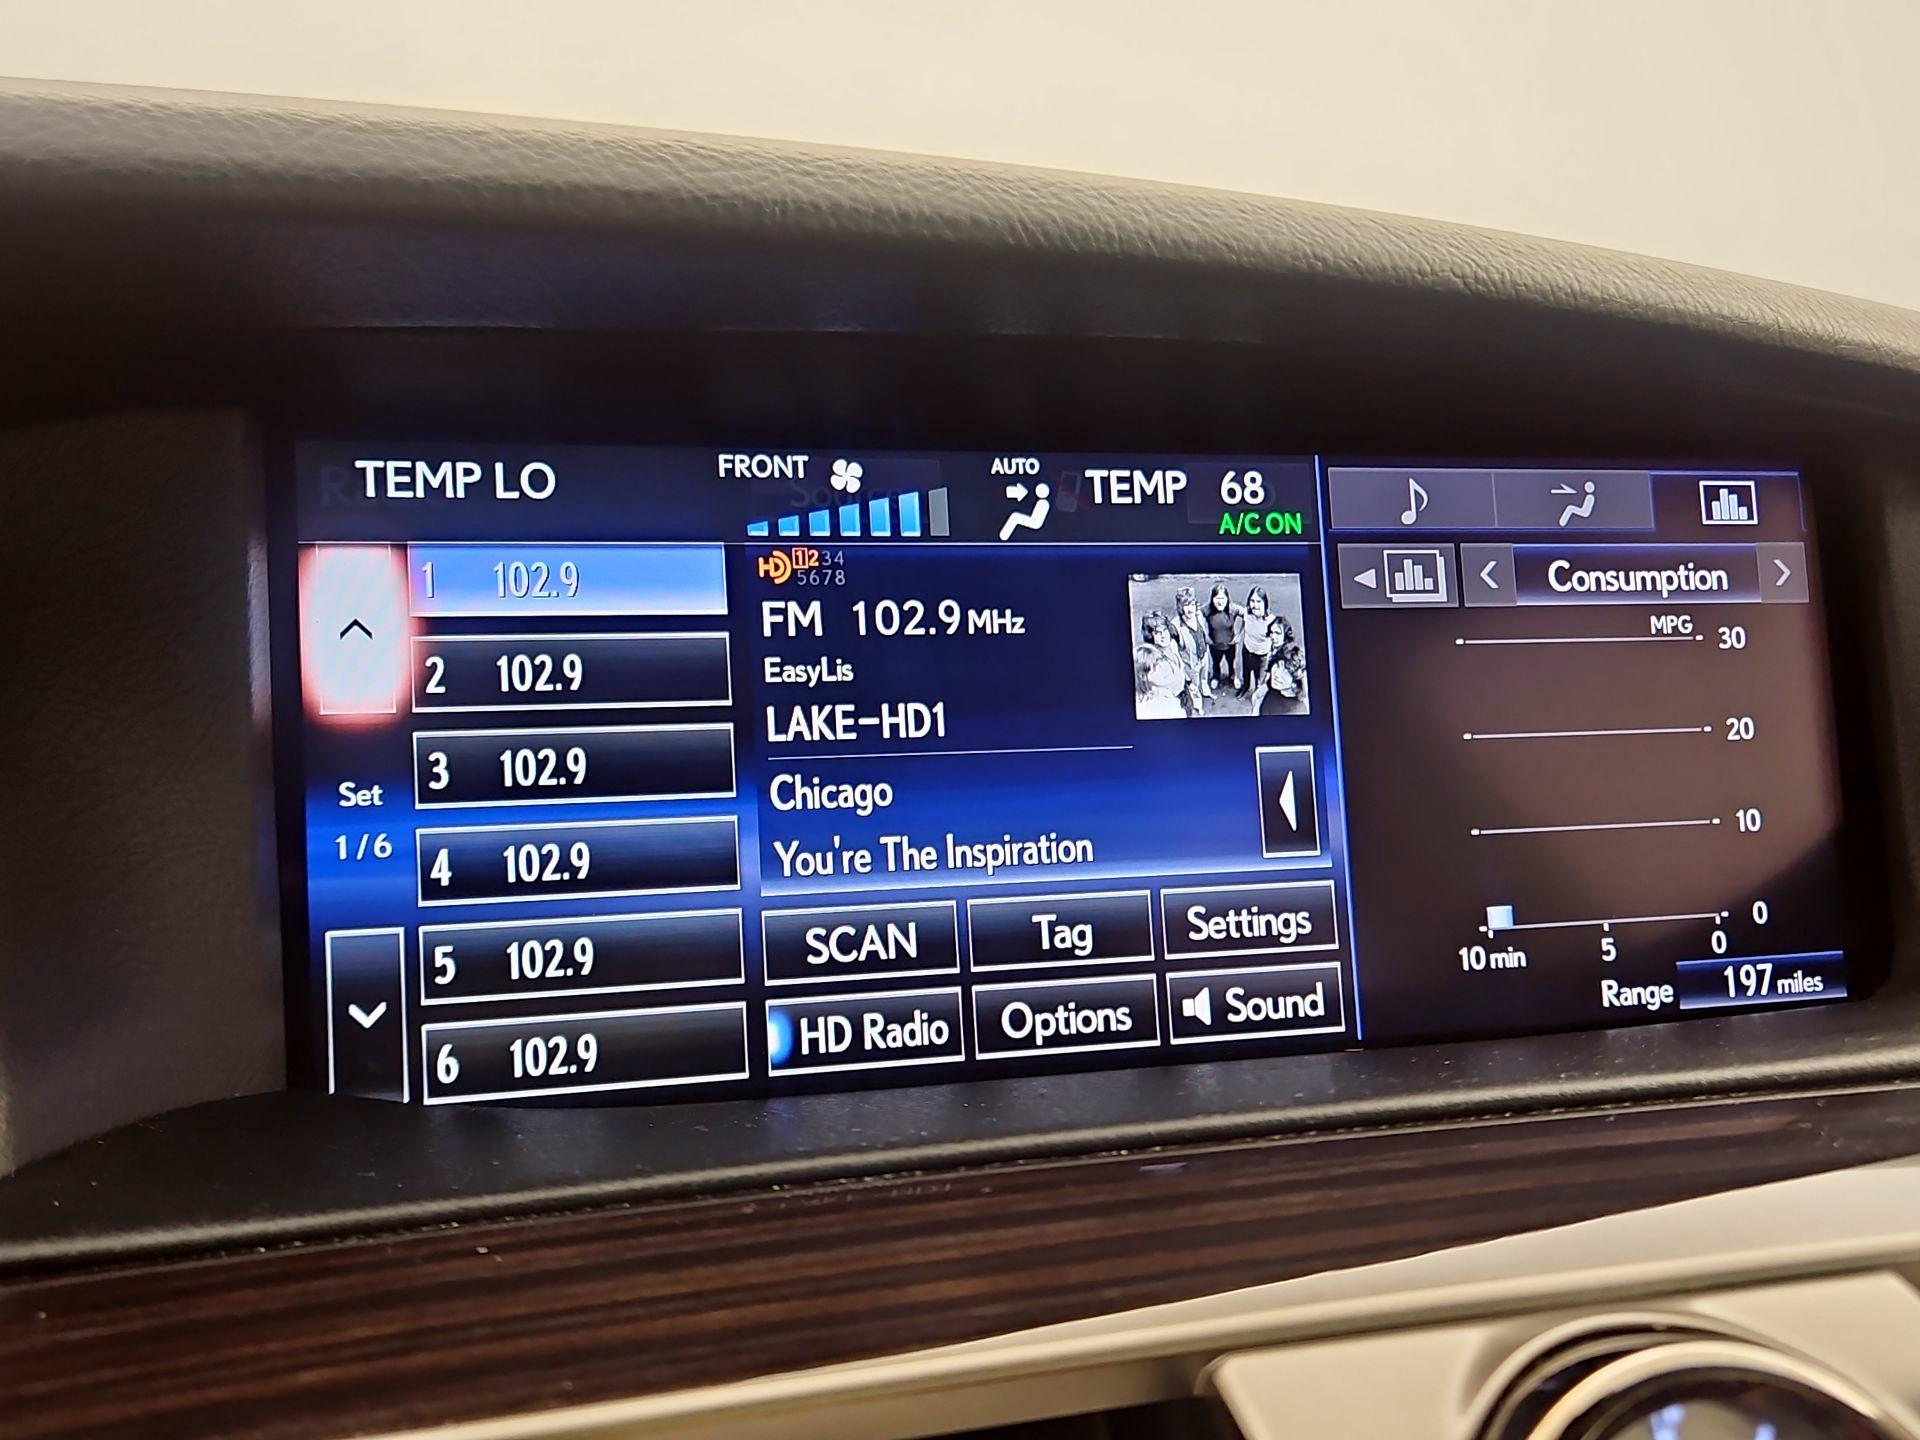 TEMP LO
FRONT
AUTO
TEMP 68
A/C ON
1 102.9
2 102.9
3 102.9
4 102.9
5 102.9
6 102.9
Set
1/6
HD 1234
5678
FM 102.9 MHz
EasyLis
LAKE-HD1
Chicago
You're The Inspiration
SCAN
Tag
Settings
HD Radio
Options
Sound
Consumption
MPG 30
20
10
0
10 min 5 0
Range 197 miles